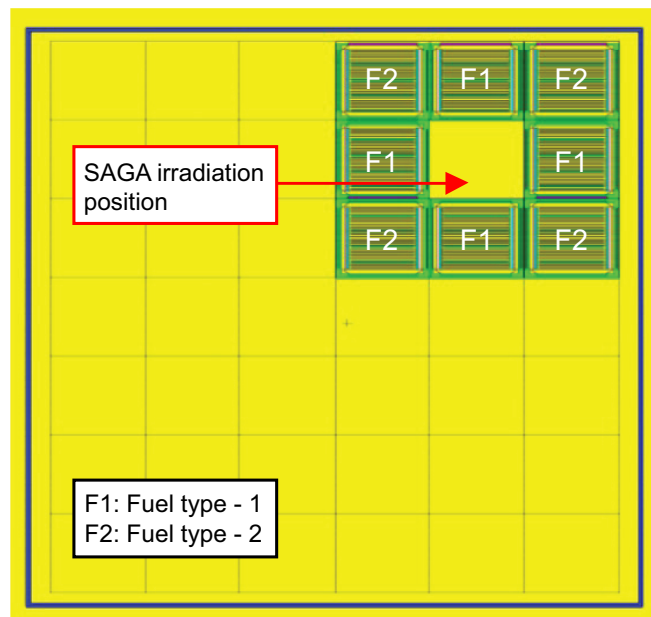 F2 F1 F2
SAGA irradiation
position
F1 F1
F2 F1 F2
F1: Fuel type - 1
F2: Fuel type - 2